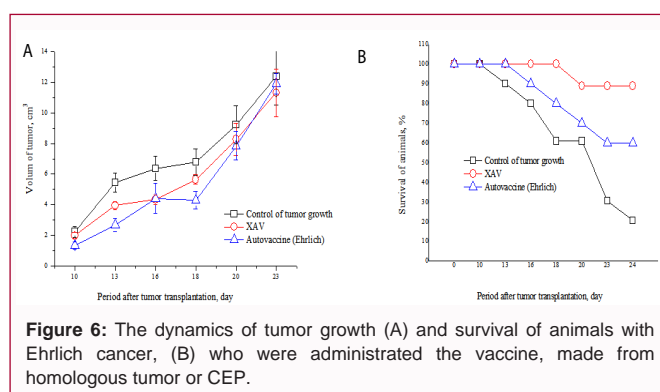 A
14
12
10
8
6
4
2
0
Volum of tumor, cm³
Control of tumor growth
XAV
Autovaccine (Ehrlich)
10 13 16 18 20 23
Period after tumor transplantation, day
B
110
100
90
80
70
60
50
40
30
20
10
0
Survival of animals, %
Control of tumor growth
XAV
Autovaccine (Ehrlich)
0 10 13 16 18 20 23 24
Period after tumor transplantation, day
Figure 6: The dynamics of tumor growth (A) and survival of animals with
Ehrlich cancer, (B) who were administrated the vaccine, made from
homologous tumor or CEP.